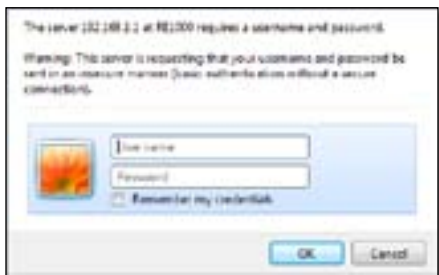 The server 192.168.1.1 at RE1000 requires a username and password.
Warning: This server is requesting that your username and password be
sent in an insecure manner (basic authentication without a secure
connection).
User name
Password
Remember my credentials
OK
Cancel